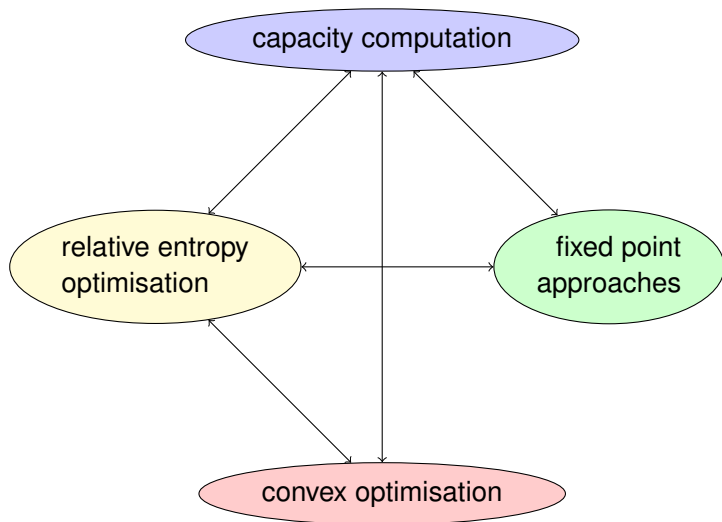 capacity computation
relative entropy
optimisation
fixed point
approaches
convex optimisation